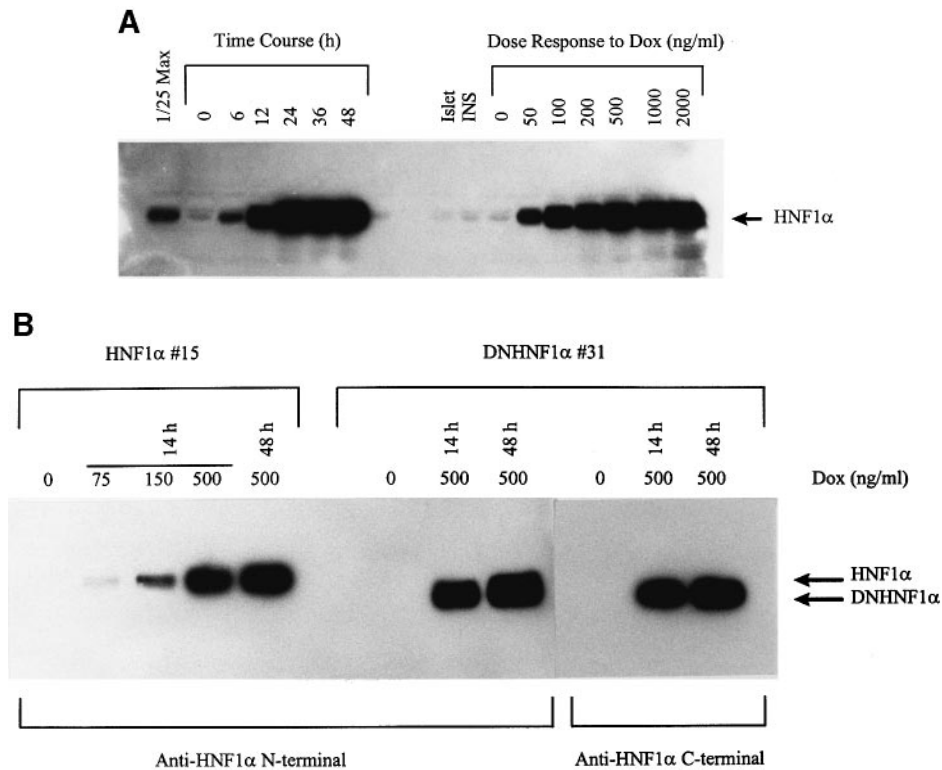 A
Time Course (h)
Dose Response to Dox (ng/ml)
1/25 Max
0
6
12
24
36
48
Islet
INS
0
50
100
200
500
1000
2000
HNF1α
B
HNF1α #15
DNHNF1α #31
14 h
48 h
14 h
48 h
14 h
48 h
0
75
150
500
500
0
500
500
0
500
500
Dox (ng/ml)
HNF1α
DNHNF1α
Anti-HNF1α N-terminal
Anti-HNF1α C-terminal